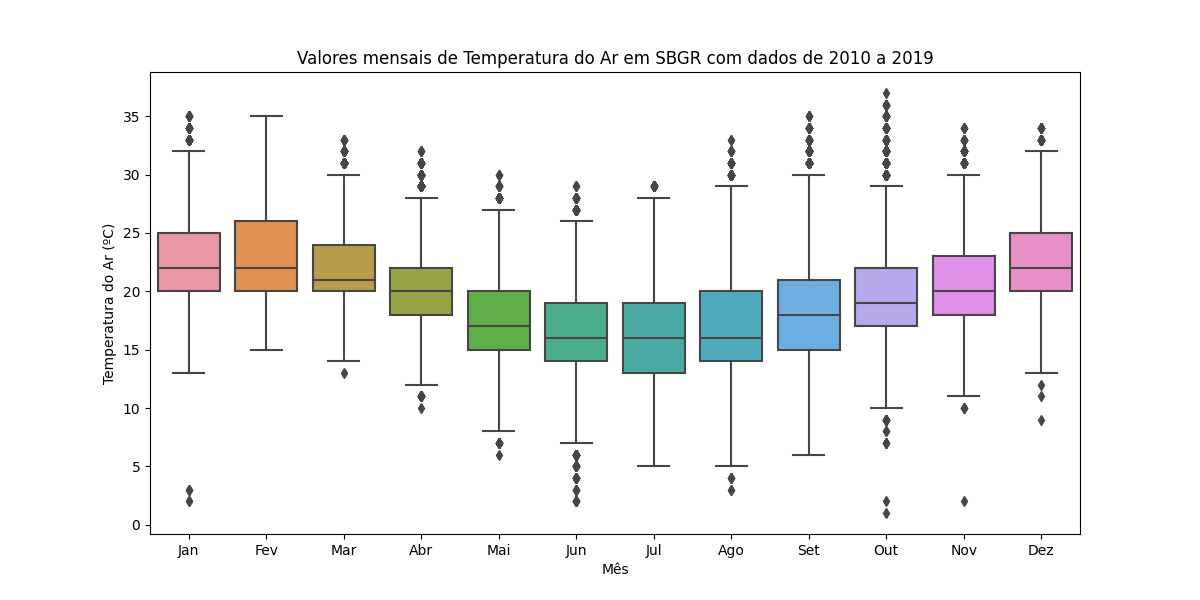 Valores mensais de Temperatura do Ar em SBGR com dados de 2010 a 2019
Temperatura do Ar (ºC)
35
30
25
20
15
10
5
0
Jan Fev Mar Abr Mai Jun Jul Ago Set Out Nov Dez
Mês